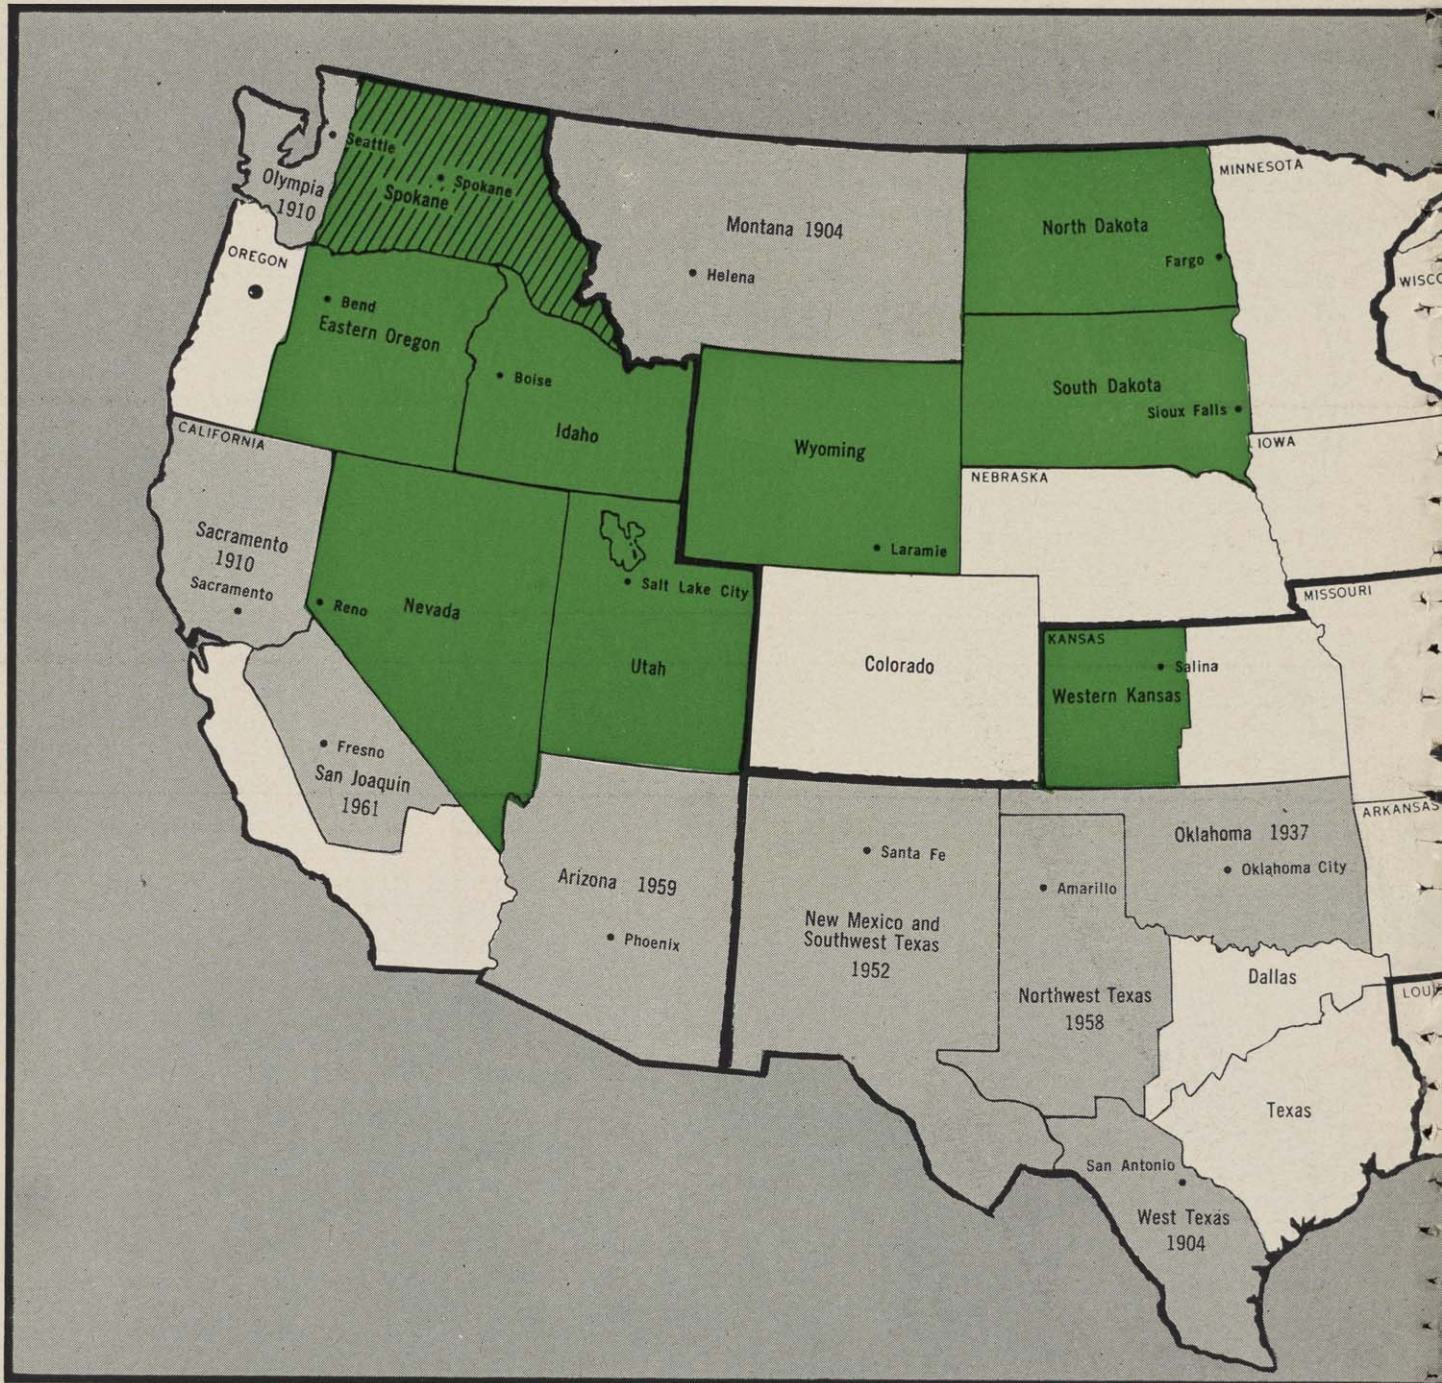 Seattle
Spokane
Spokane
Olympia
1910
OREGON
Bend
Eastern Oregon
Boise
Idaho
Montana 1904
Helena
North Dakota
Fargo
MINNESOTA
WISC
South Dakota
Sioux Falls
IOWA
Wyoming
Laramie
NEBRASKA
CALIFORNIA
Sacramento
1910
Sacramento
Reno
Nevada
Salt Lake City
Utah
Colorado
KANSAS
Salina
Western Kansas
MISSOURI
Fresno
San Joaquin
1961
Arizona 1959
Phoenix
Santa Fe
New Mexico and
Southwest Texas
1952
Amarillo
Northwest Texas
1958
Oklahoma 1937
Oklahoma City
ARKANSAS
Dallas
LOU
Texas
San Antonio
West Texas
1904